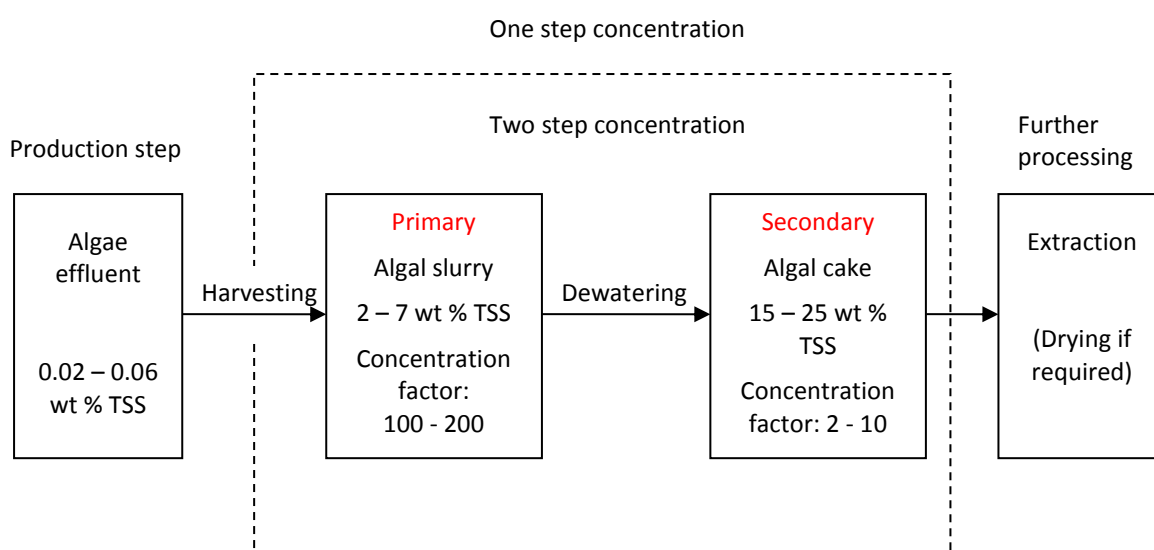 One step concentration
Two step concentration
Production step
Further
processing
Algae
effluent
0.02 – 0.06
wt % TSS
Harvesting
Primary
Algal slurry
2 – 7 wt % TSS
Concentration
factor:
100 - 200
Dewatering
Secondary
Algal cake
15 – 25 wt %
TSS
Concentration
factor: 2 - 10
Extraction
(Drying if
required)